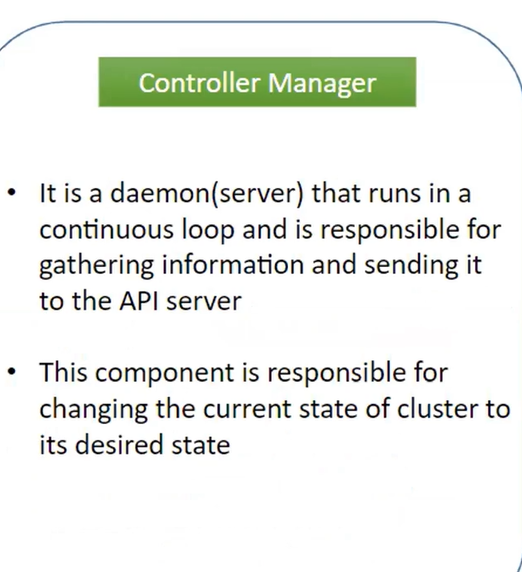 Controller Manager
• It is a daemon(server) that runs in a
continuous loop and is responsible for
gathering information and sending it
to the API server
• This component is responsible for
changing the current state of cluster to
its desired state